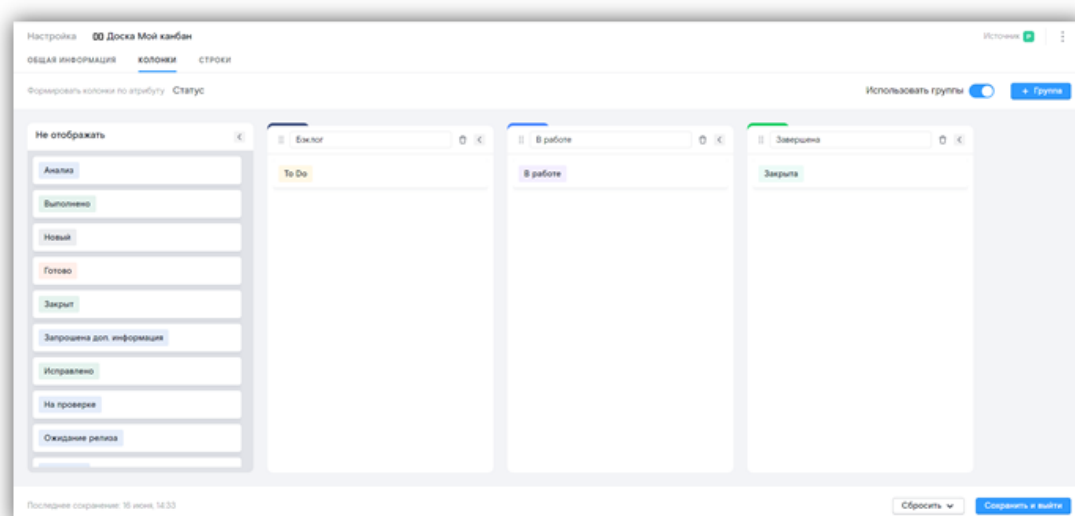 Настройка Доска Мой канбан Источник P
ОБЩАЯ ИНФОРМАЦИЯ КОЛОНКИ СТРОКИ
Формировать колонки по атрибуту Статус Использовать группы + Группа
Не отображать
Анализ
Выполнено
Новый
Готово
Закрыт
Запрошена доп. информация
Исправлено
На проверке
Ожидание релиза
Бэклог
To Do
В работе
В работе
Завершена
Закрыта
Последнее сохранение: 16 июня, 14:33 Сбросить Сохранить и выйти